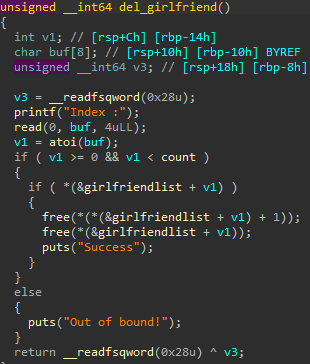 unsigned __int64 del_girlfriend()
{
  int v1; // [rsp+Ch] [rbp-14h]
  char buf[8]; // [rsp+10h] [rbp-10h] BYREF
  unsigned __int64 v3; // [rsp+18h] [rbp-8h]

  v3 = __readfsqword(0x28u);
  printf("Index :");
  read(0, buf, 4uLL);
  v1 = atoi(buf);
  if ( v1 >= 0 && v1 < count )
  {
    if ( *(&girlfriendlist + v1) )
    {
      free(*(*(&girlfriendlist + v1) + 1));
      free(*(&girlfriendlist + v1));
      puts("Success");
    }
  }
  else
  {
    puts("Out of bound!");
  }
  return __readfsqword(0x28u) ^ v3;